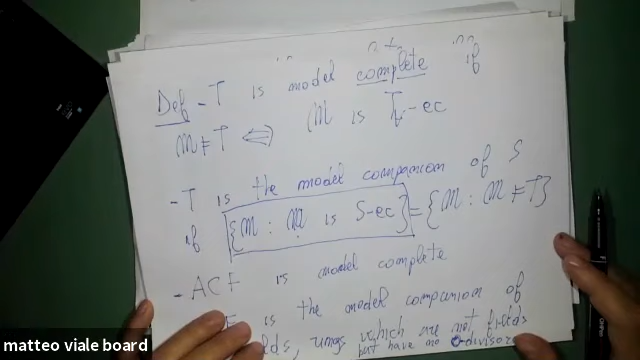 Def - T is model complete if
M ⊨ T ⟺ M is T∀-ec
- T is the model companion of S
if {M : M is S-ec} = {M : M ⊨ T}
- ACF is model complete
is the model companion of
rings which are not fields
but have no 0-divisors
matteo viale board